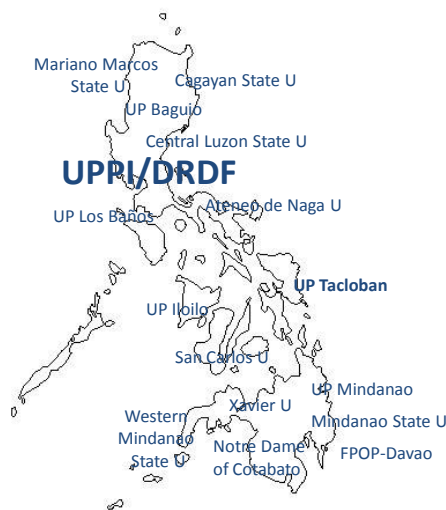 Mariano Marcos
State U
Cagayan State U
UP Baguio
Central Luzon State U
UPPI/DRDF
Ateneo de Naga U
UP Los Baños
UP Tacloban
UP Iloilo
San Carlos U
UP Mindanao
Xavier U
Western
Mindanao
State U
Mindanao State U
Notre Dame
of Cotabato
FPOP-Davao